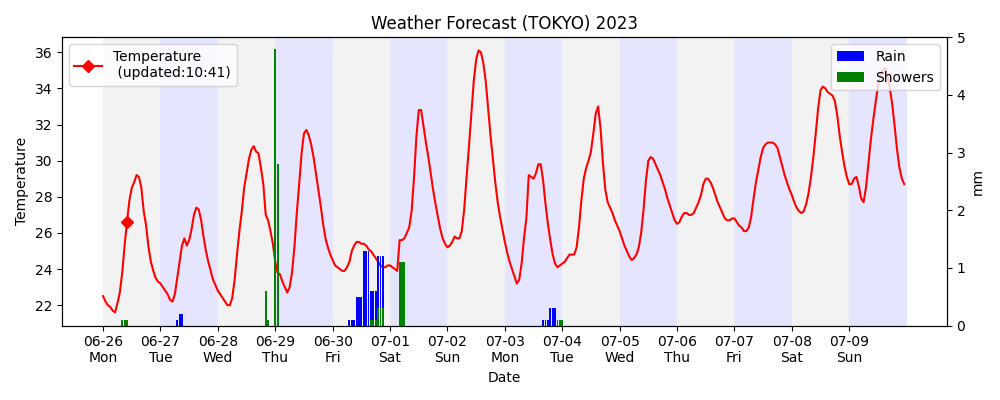 Weather Forecast (TOKYO) 2023
Temperature
(updated:10:41)
Rain
Showers
Temperature
36
34
32
30
28
26
24
22
5
4
3
2
1
0
mm
06-26 06-27 06-28 06-29 06-30 07-01 07-02 07-03 07-04 07-05 07-06 07-07 07-08 07-09
Mon Tue Wed Thu Fri Sat Sun Mon Tue Wed Thu Fri Sat Sun
Date